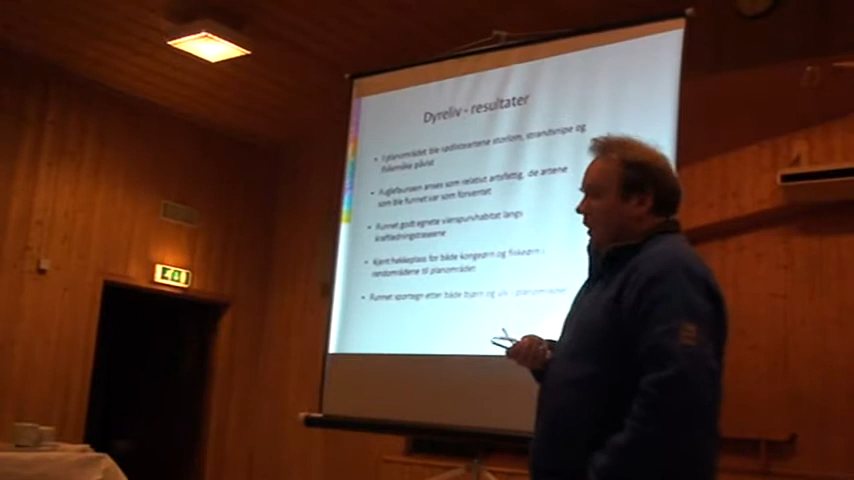 Dyreliv - resultater
• I planområdet ble rødlisteartene storlom, strandsnipe og
fiskemåke påvist
• Fuglefaunaen anses som relativt artsfattig, de artene
som ble funnet var som forventet
• Funnet godt egnete vierspurvhabitat langs
kraftledningstraseene
• Kjent hekkeplass for både kongeørn og fiskeørn i
randområdene til planområdet
• Funnet sportegn etter både bjørn og ulv i planområdet